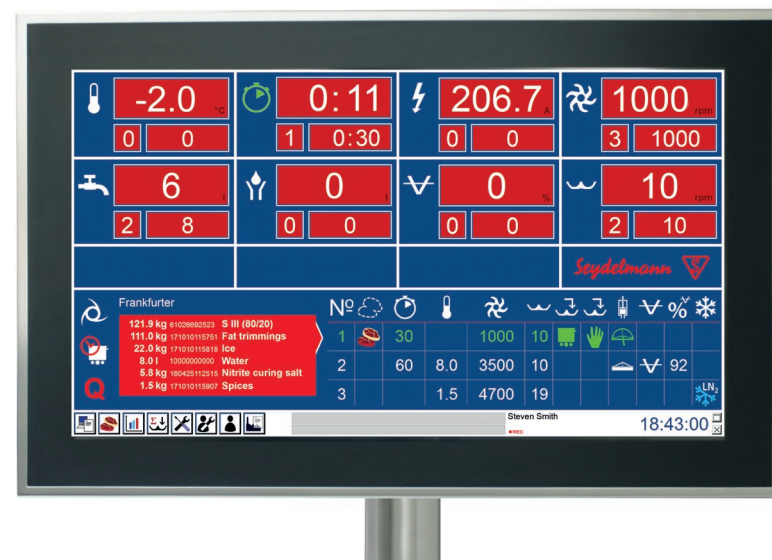 -2.0 °C 0:11 206.7 A 1000 rpm
0 0 1 0:30 0 0 3 1000
6 l 0 l 0 % 10 rpm
2 8 0 0 0 0 2 10
Seydelmann S
Frankfurter
121.9 kg 61026692523 S III (80/20)
111.0 kg 171010115751 Fat trimmings
22.0 kg 171010115818 Ice
8.0 l 10000000000 Water
5.8 kg 160425112515 Nitrite curing salt
1.5 kg 171010115907 Spices
Q
Nº %
1 30 1000 10
2 60 8.0 3500 10 92
3 1.5 4700 19 LN2
Steven Smith
REC
18:43:00